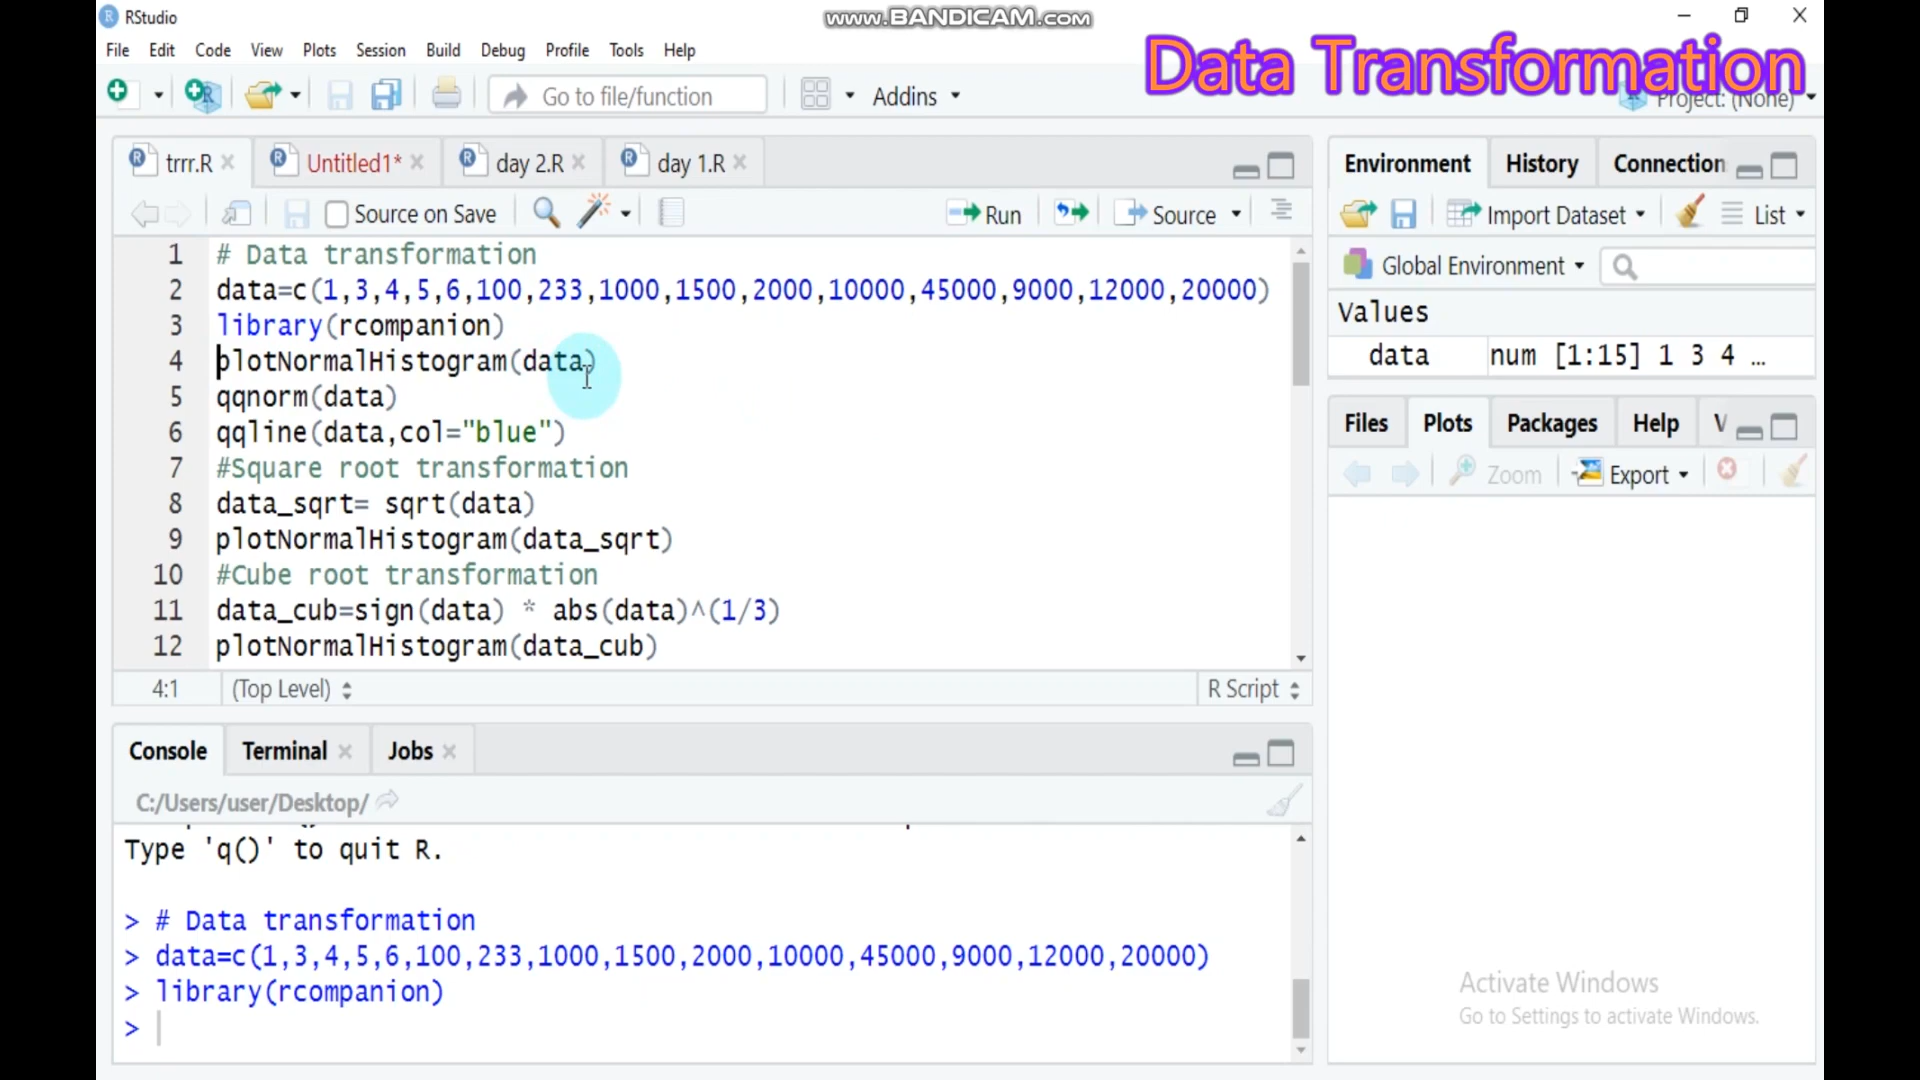 RStudio
www.BANDICAM.com
File Edit Code View Plots Session Build Debug Profile Tools Help
Data Transformation
Go to file/function
Addins
Project: (None)
trrr.R
Untitled1*
day 2.R
day 1.R
Source on Save
Run
Source
1 # Data transformation
2 data=c(1,3,4,5,6,100,233,1000,1500,2000,10000,45000,9000,12000,20000)
3 library(rcompanion)
4 plotNormalHistogram(data)
5 qqnorm(data)
6 qqline(data,col="blue")
7 #Square root transformation
8 data_sqrt= sqrt(data)
9 plotNormalHistogram(data_sqrt)
10 #Cube root transformation
11 data_cub=sign(data) * abs(data)^(1/3)
12 plotNormalHistogram(data_cub)
4:1 (Top Level) R Script
Console Terminal Jobs
C:/Users/user/Desktop/
Type 'q()' to quit R.
> # Data transformation
> data=c(1,3,4,5,6,100,233,1000,1500,2000,10000,45000,9000,12000,20000)
> library(rcompanion)
>
Environment History Connection
Import Dataset List
Global Environment
Values
data num [1:15] 1 3 4 …
Files Plots Packages Help V
Zoom Export
Activate Windows
Go to Settings to activate Windows.